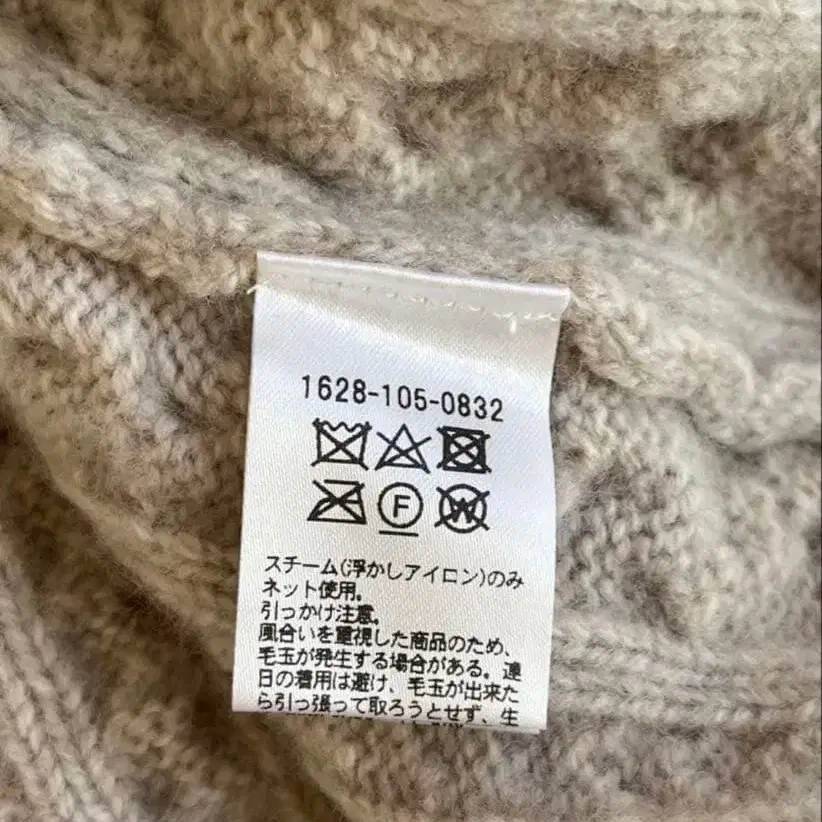 1628-105-0832
F W
スチーム(浮かしアイロン)のみ
ネット使用。
引っかけ注意。
風合いを重視した商品のため、
毛玉が発生する場合がある。連
日の着用は避け、毛玉が出来た
ら引っ張って取ろうとせず、生